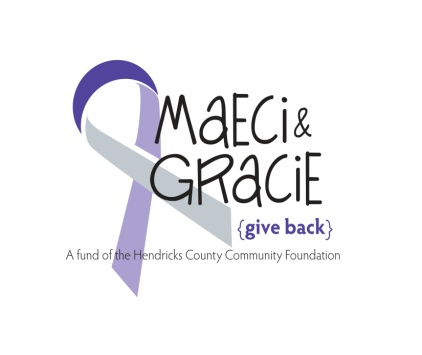 MaECi &
GRaCiE
{give back}
A fund of the Hendricks County Community Foundation